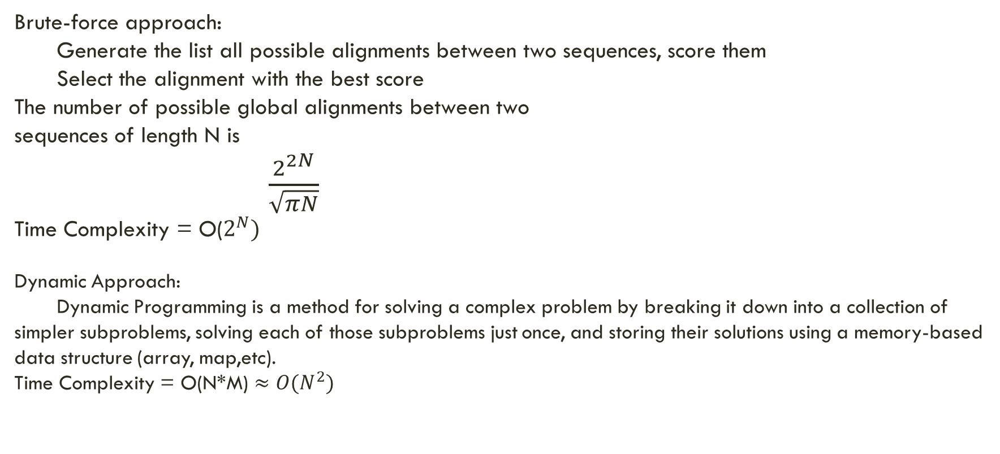 Brute-force approach:
Generate the list all possible alignments between two sequences, score them
Select the alignment with the best score
The number of possible global alignments between two
sequences of length N is
$\frac{2^{2N}}{\sqrt{\pi N}}$
Time Complexity = O($2^N$)
Dynamic Approach:
Dynamic Programming is a method for solving a complex problem by breaking it down into a collection of
simpler subproblems, solving each of those subproblems just once, and storing their solutions using a memory-based
data structure (array, map,etc).
Time Complexity = O(N*M) ≈ $O(N^2)$